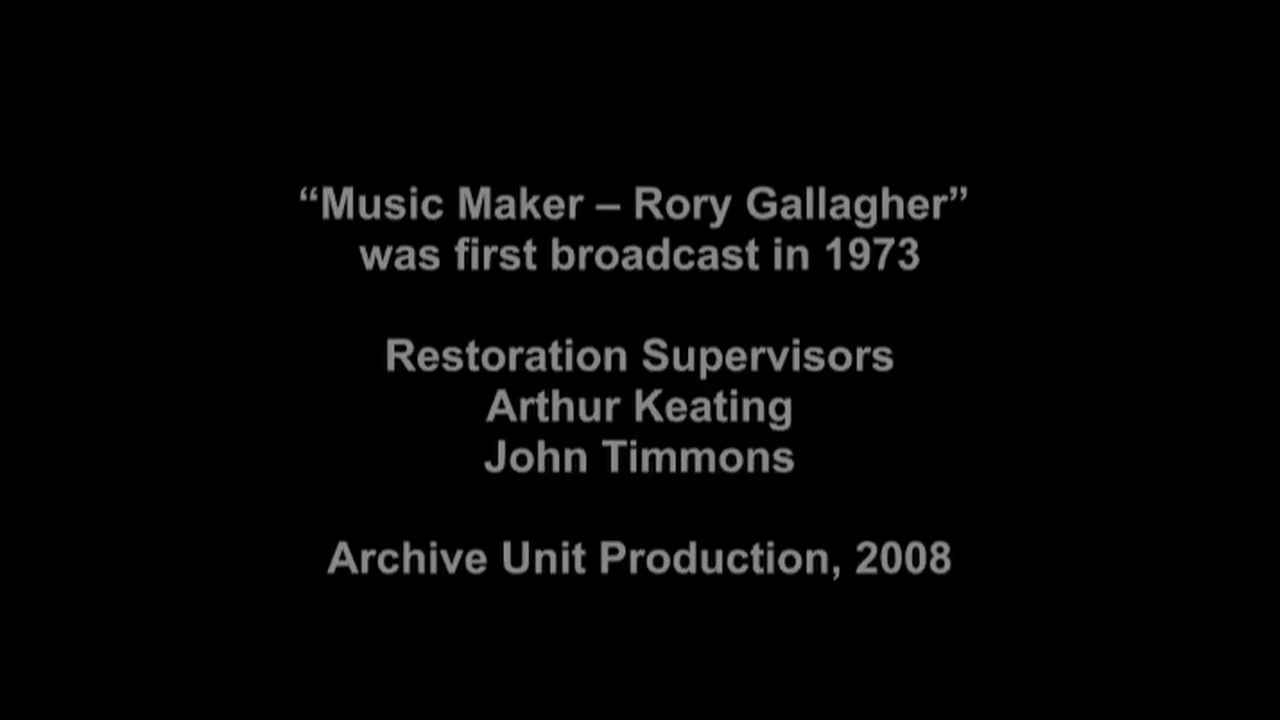 “Music Maker – Rory Gallagher”
was first broadcast in 1973
Restoration Supervisors
Arthur Keating
John Timmons
Archive Unit Production, 2008